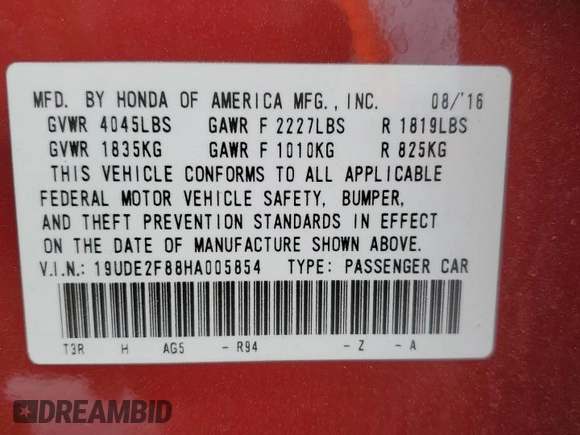 MFD. BY HONDA OF AMERICA MFG., INC. 08/'16
GVWR 4045LBS GAWR F 2227LBS R 1819LBS
GVWR 1835KG GAWR F 1010KG R 825KG
THIS VEHICLE CONFORMS TO ALL APPLICABLE
FEDERAL MOTOR VEHICLE SAFETY, BUMPER,
AND THEFT PREVENTION STANDARDS IN EFFECT
ON THE DATE OF MANUFACTURE SHOWN ABOVE.
V.I.N.: 19UDE2F88HA005854 TYPE: PASSENGER CAR
T3R H AG5 - R94 - Z - A
DREAMBID